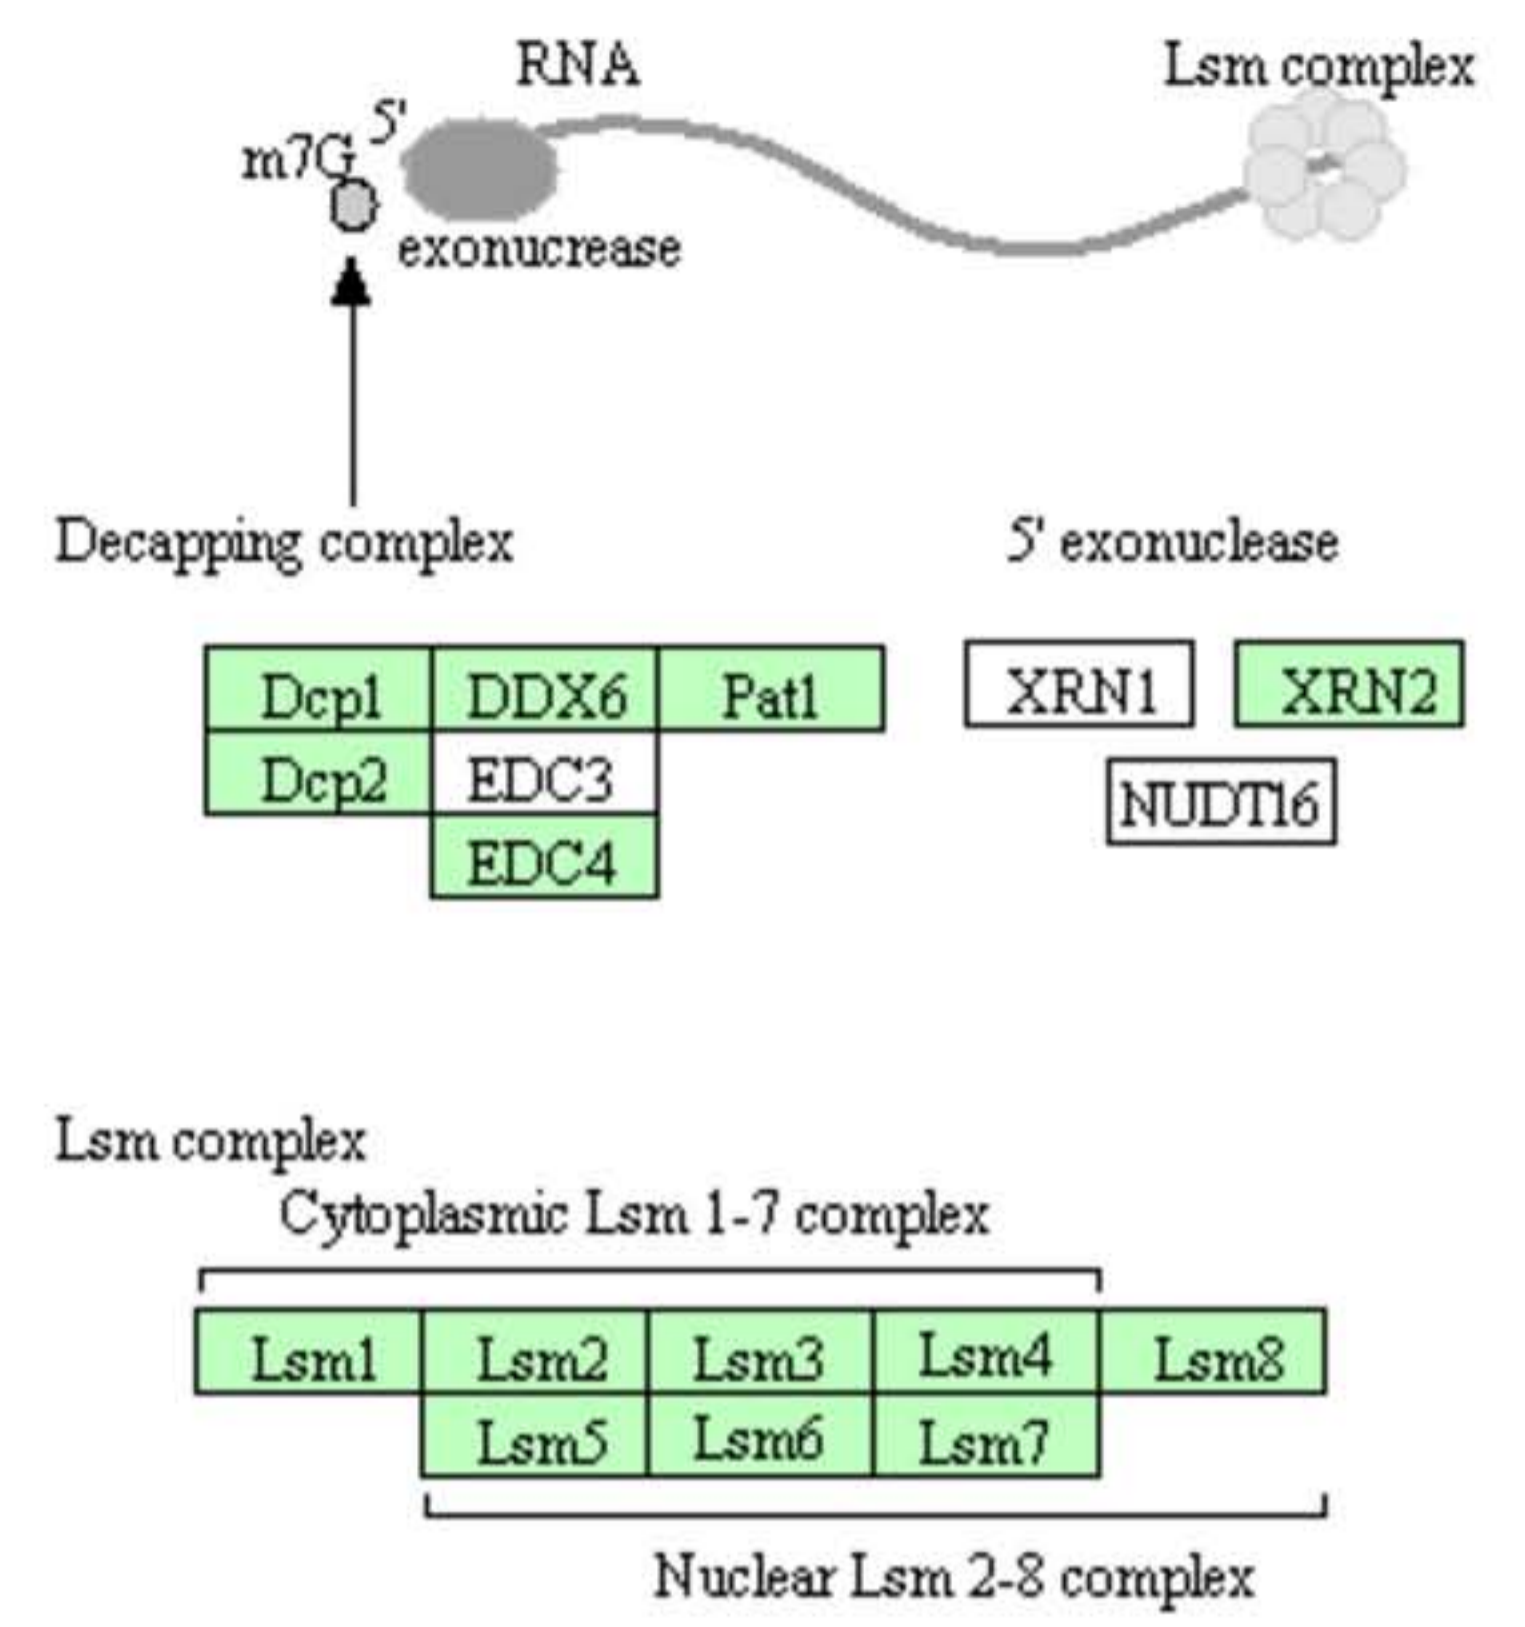 RNA
Lsm complex
5'
m7G
exonucrease
Decapping complex
5' exonuclease
Dcp1 DDX6 Pat1
XRN1 XRN2
Dcp2 EDC3
NUDT16
EDC4
Lsm complex
Cytoplasmic Lsm 1-7 complex
Lsm1 Lsm2 Lsm3 Lsm4 Lsm8
Lsm5 Lsm6 Lsm7
Nuclear Lsm 2-8 complex